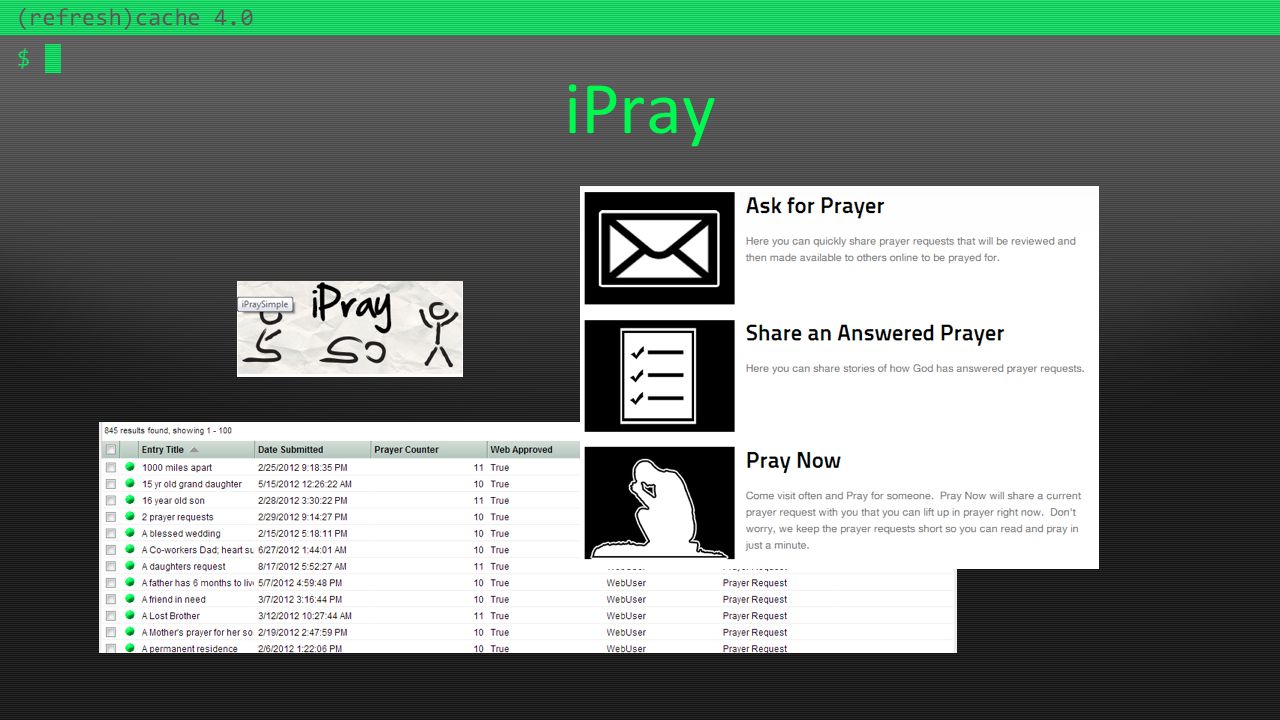 (refresh)cache 4.0
$
iPray
Ask for Prayer
Here you can quickly share prayer requests that will be reviewed and
then made available to others online to be prayed for.
Share an Answered Prayer
Here you can share stories of how God has answered prayer requests.
Pray Now
Come visit often and Pray for someone.  Pray Now will share a current
prayer request with you that you can lift up in prayer right now.  Don't
worry, we keep the prayer requests short so you can read and pray in
just a minute.
iPray
iPraySimple
845 results found, showing 1 - 100
Entry Title Date Submitted Prayer Counter Web Approved
1000 miles apart 2/25/2012 9:18:35 PM 11 True
15 yr old grand daughter 5/15/2012 12:26:22 AM 10 True
16 year old son 2/28/2012 3:30:22 PM 11 True
2 prayer requests 2/29/2012 9:14:27 PM 10 True
A blessed wedding 2/15/2012 5:18:11 PM 10 True
A Co-workers Dad; heart su 6/27/2012 1:44:01 AM 10 True
A daughters request 8/17/2012 5:52:27 AM 11 True WebUser Prayer Request
A father has 6 months to live 5/7/2012 4:59:48 PM 10 True WebUser Prayer Request
A friend in need 3/7/2012 3:16:44 PM 10 True WebUser Prayer Request
A Lost Brother 3/12/2012 10:27:44 AM 11 True WebUser Prayer Request
A Mother's prayer for her so 2/19/2012 2:47:59 PM 10 True WebUser Prayer Request
A permanent residence 2/6/2012 1:22:06 PM 10 True WebUser Prayer Request